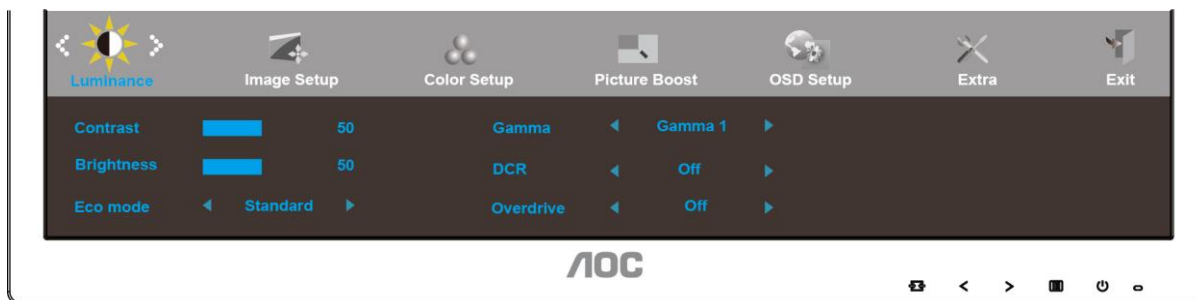 Luminance Image Setup Color Setup Picture Boost OSD Setup Extra Exit
Contrast 50 Gamma Gamma 1
Brightness 50 DCR Off
Eco mode Standard Overdrive Off
AOC